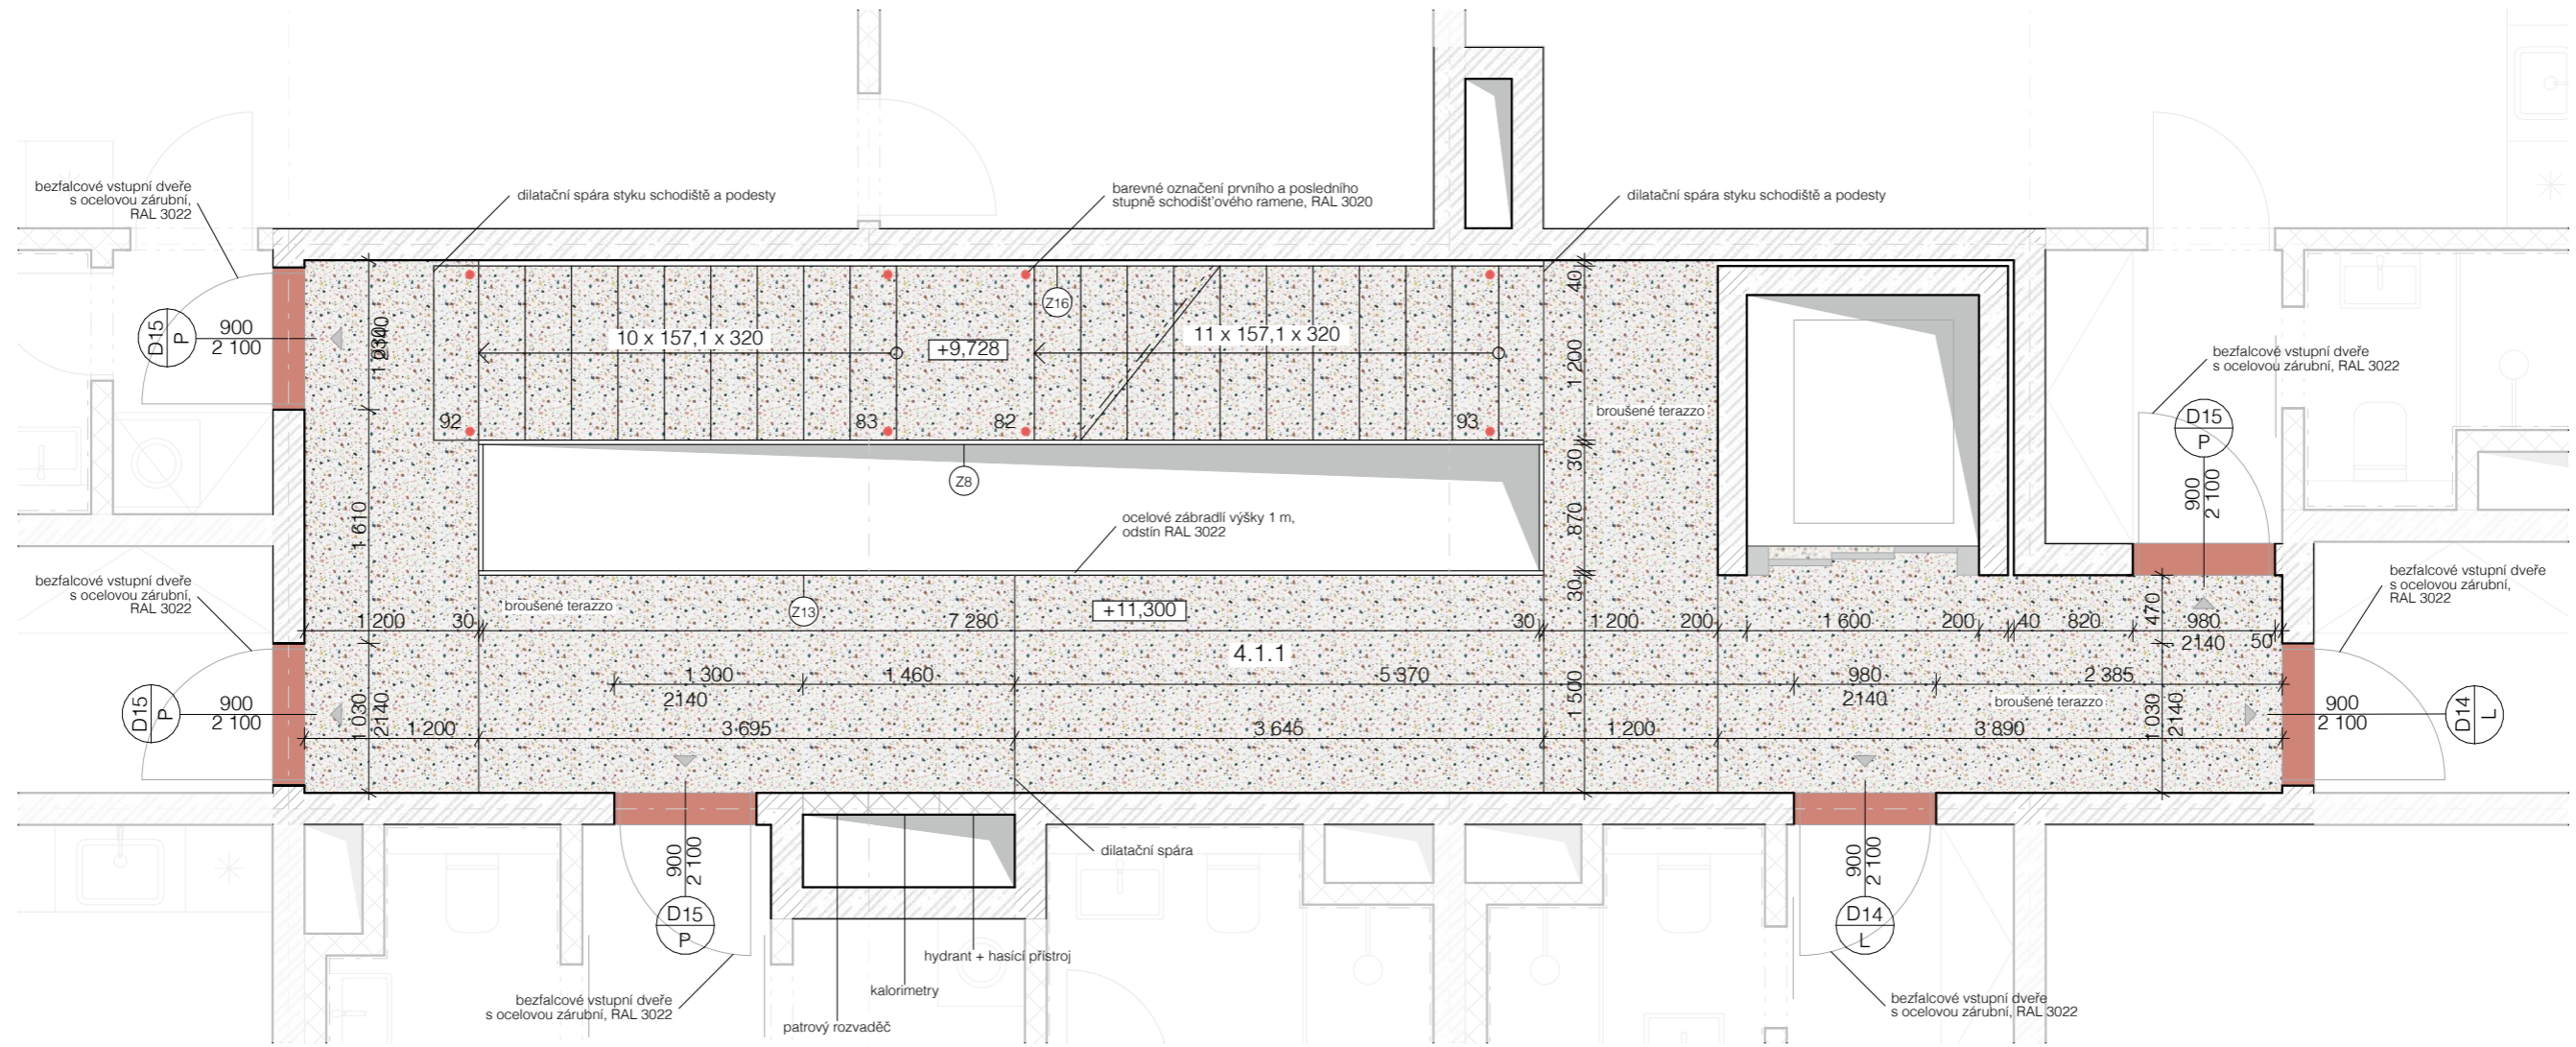 bezfalcové vstupní dveře
s ocelovou zárubní,
RAL 3022
dilatační spára styku schodiště a podesty
barevné označení prvního a posledního
stupně schodišťového ramene, RAL 3020
dilatační spára styku schodiště a podesty
D15
P
900
2 100
10 x 157,1 x 320
+9,728
Z16
11 x 157,1 x 320
40
1 200
bezfalcové vstupní dveře
s ocelovou zárubní, RAL 3022
92
83
82
93
broušené terazzo
D15
P
900
2 100
1 610
Z8
30
870
30
ocelové zábradlí výšky 1 m,
odstín RAL 3022
bezfalcové vstupní dveře
s ocelovou zárubní,
RAL 3022
bezfalcové vstupní dveře
s ocelovou zárubní,
RAL 3022
broušené terazzo
Z13
+11,300
470
1 200
30
7 280
30
1 200
200
1 600
200
40
820
980
2140
50
4.1.1
1 300
2140
1 460
5 370
980
2140
2 385
D15
P
900
2 100
1 030
2140
1 500
broušené terazzo
1 030
2140
900
2 100
D14
L
1 200
3 695
3 645
1 200
3 890
900
2 100
D15
P
dilatační spára
900
2 100
D14
L
hydrant + hasící přístroj
kalorimetry
patrový rozvaděč
bezfalcové vstupní dveře
s ocelovou zárubní, RAL 3022
bezfalcové vstupní dveře
s ocelovou zárubní, RAL 3022